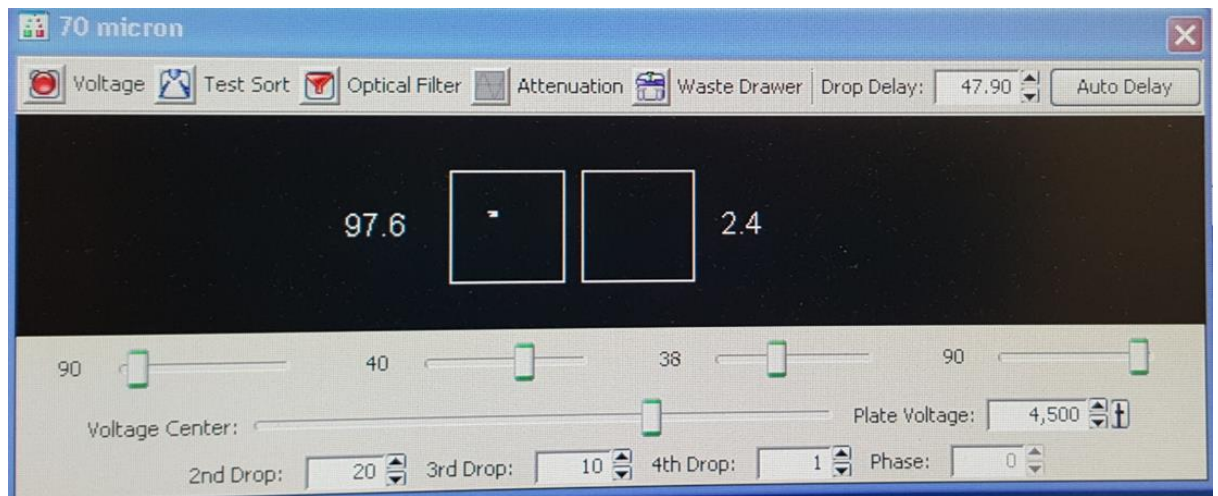 70 micron
Voltage Test Sort Optical Filter Attenuation Waste Drawer Drop Delay: 47.90 Auto Delay
97.6 2.4
90 40 38 90
Voltage Center: Plate Voltage: 4,500
2nd Drop: 20 3rd Drop: 10 4th Drop: 1 Phase: 0